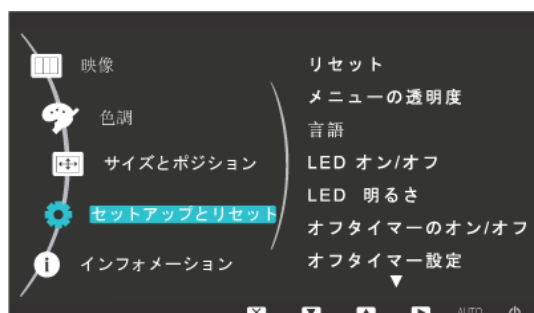 映像
色調
サイズとポジション
セットアップとリセット
インフォメーション
リセット
メニューの透明度
言語
LED オン/オフ
LED 明るさ
オフタイマーのオン/オフ
オフタイマー設定
AUTO